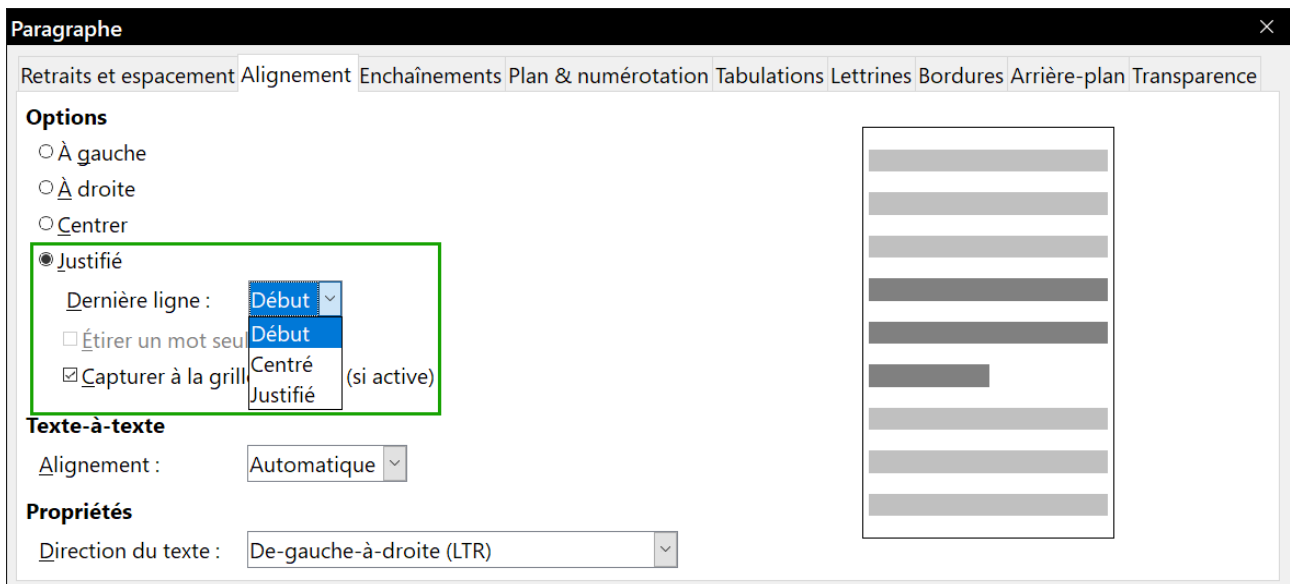 Paragraphe
Retraits et espacement Alignement Enchaînements Plan & numérotation Tabulations Lettrines Bordures Arrière-plan Transparence
Options
À gauche
À droite
Centrer
Justifié
Dernière ligne : Début
Début
Étirer un mot seul
Centré
Capturer à la grill (si active)
Justifié
Texte-à-texte
Alignement : Automatique
Propriétés
Direction du texte : De-gauche-à-droite (LTR)